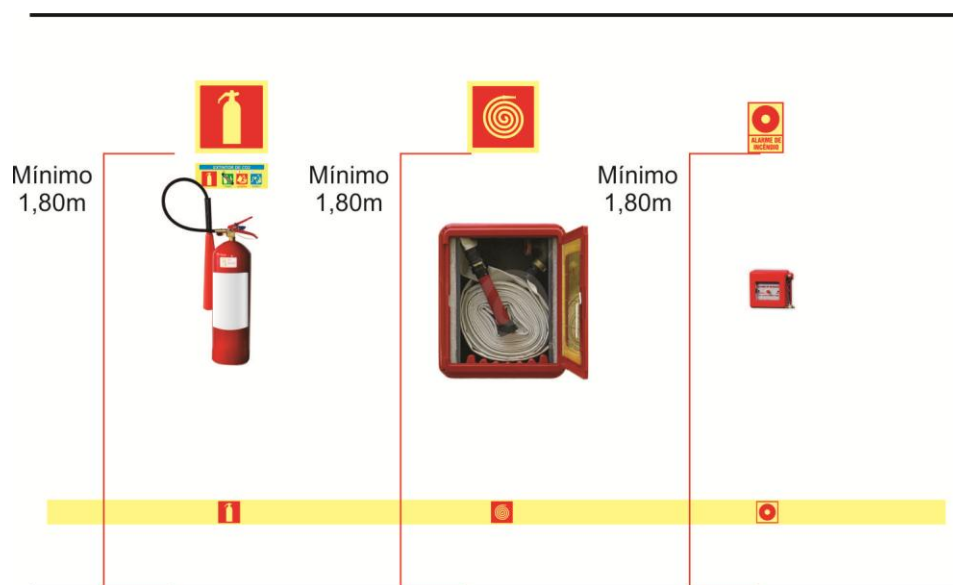 Mínimo
1,80m
Mínimo
1,80m
Mínimo
1,80m
ALARME DE
INCÊNDIO